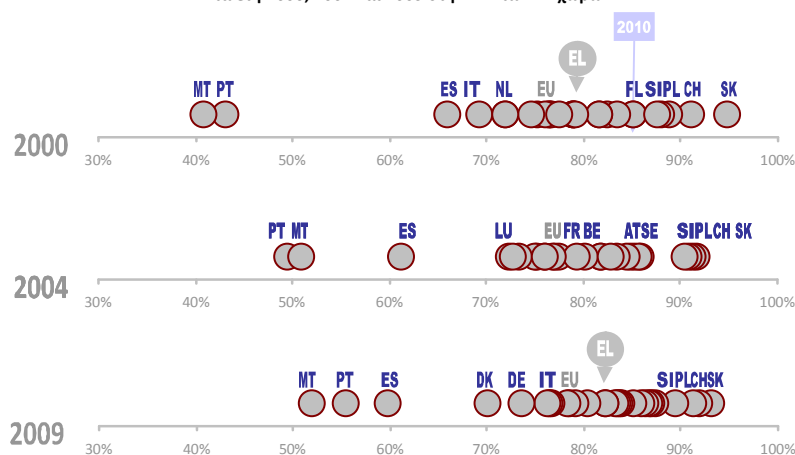 2010
EL
MT PT ES IT NL EU FL SI PL CH SK
2000
30% 40% 50% 60% 70% 80% 90% 100%
PT MT ES LU EU FR BE AT SE SI PL CH SK
2004
30% 40% 50% 60% 70% 80% 90% 100%
EL
MT PT ES DK DE IT EU SI PL CH SK
2009
30% 40% 50% 60% 70% 80% 90% 100%